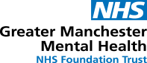 NHS
Greater Manchester
Mental Health
NHS Foundation Trust